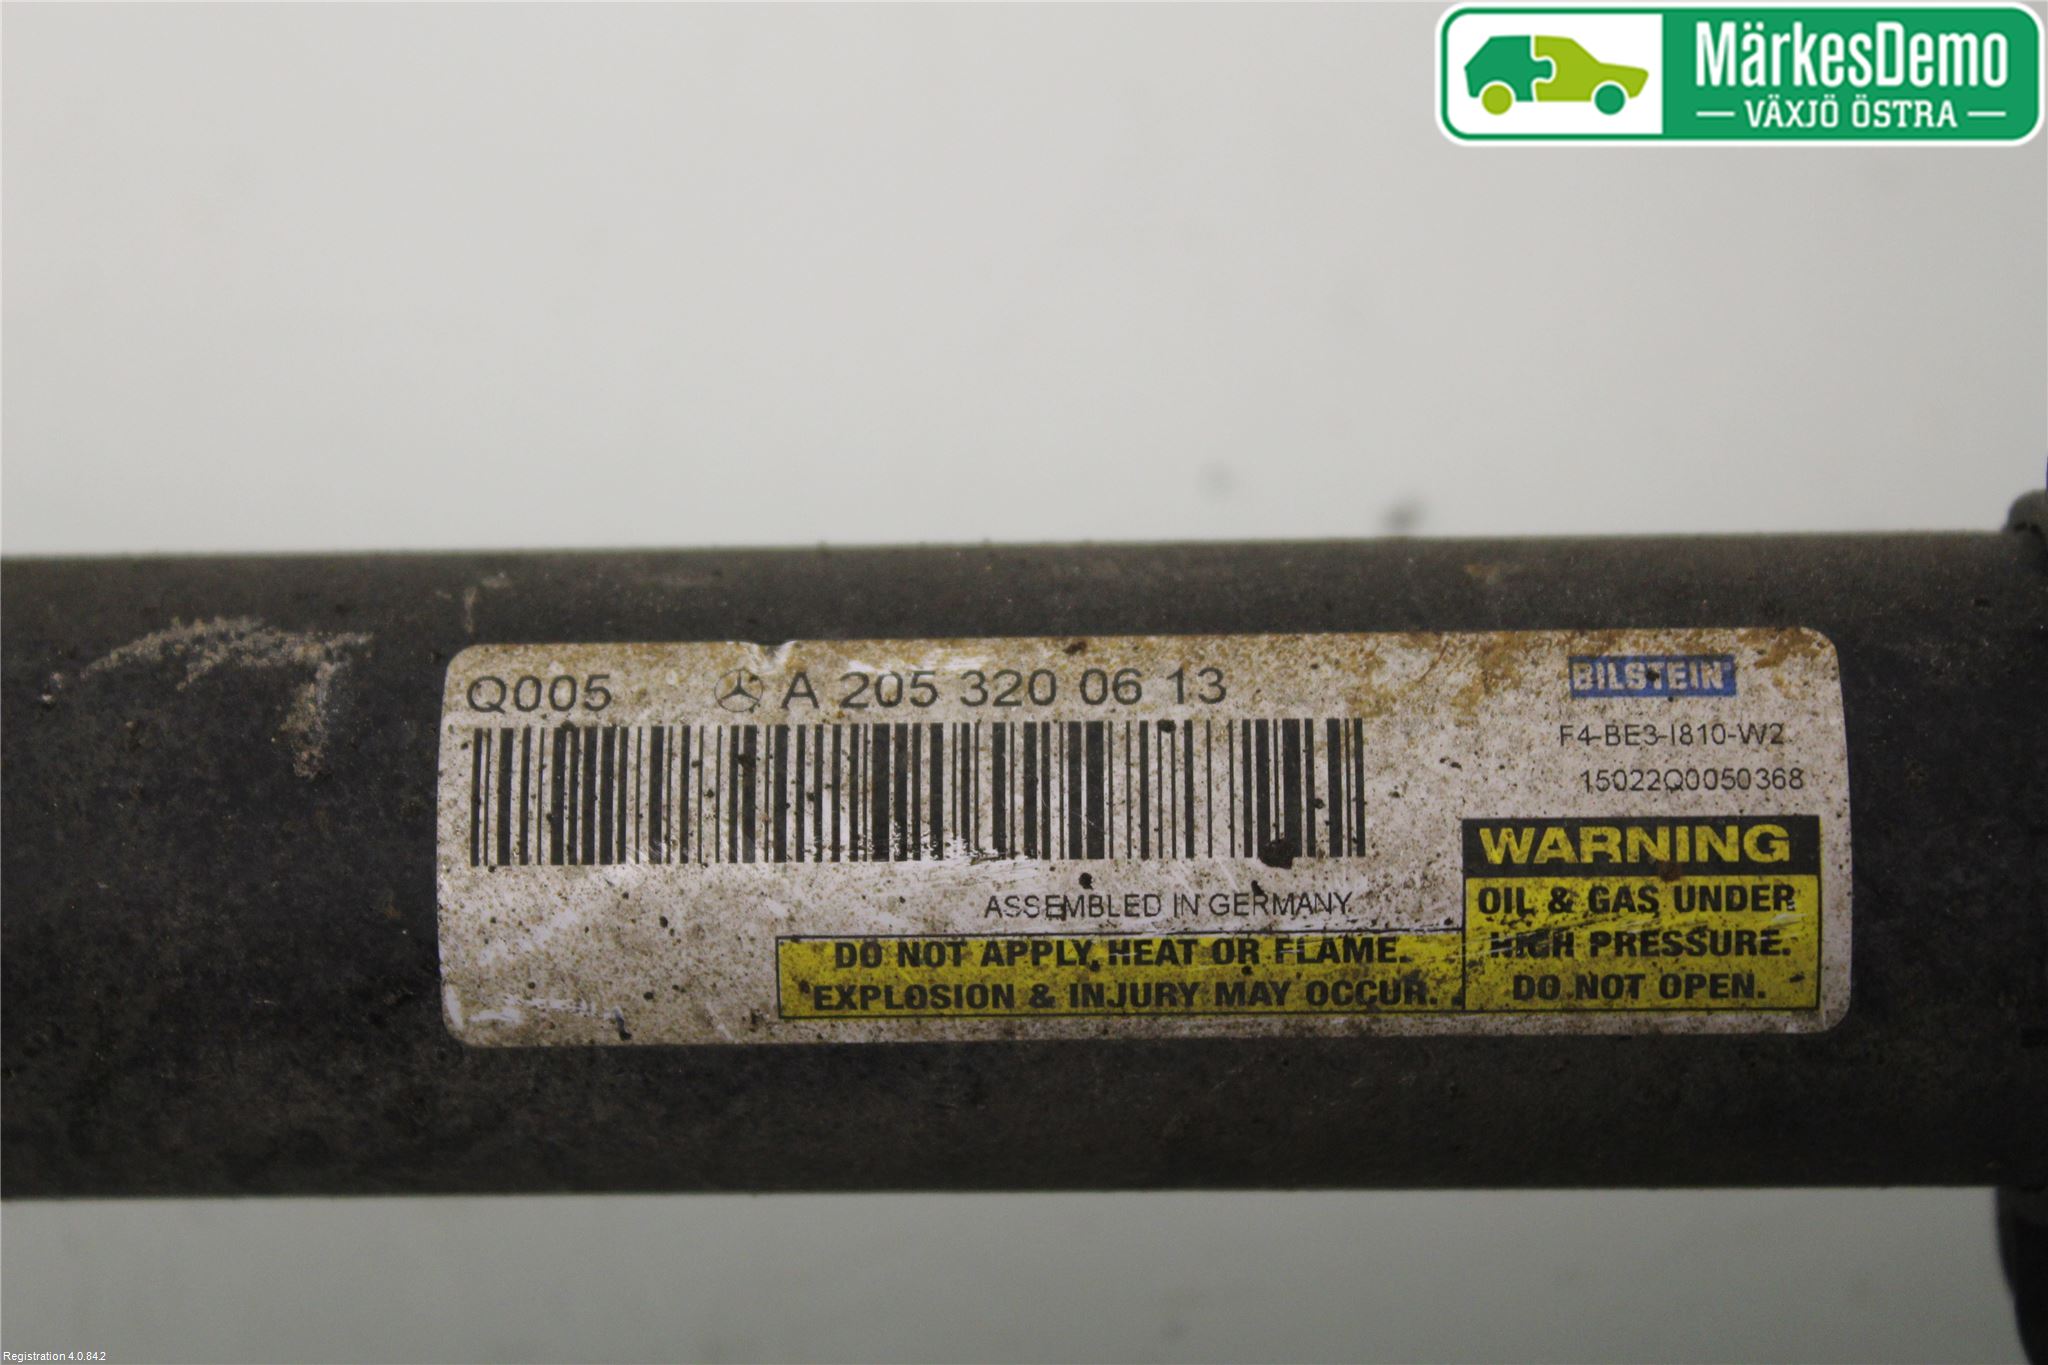 MärkesDemo
VÄXJÖ ÖSTRA
Q005 A 205 320 06 13
BILSTEIN
F4-BE3-I810-W2
15022Q0050368
ASSEMBLED IN GERMANY
WARNING
OIL & GAS UNDER
HIGH PRESSURE.
DO NOT OPEN.
DO NOT APPLY HEAT OR FLAME.
EXPLOSION & INJURY MAY OCCUR.
Registration 4.0.84.2